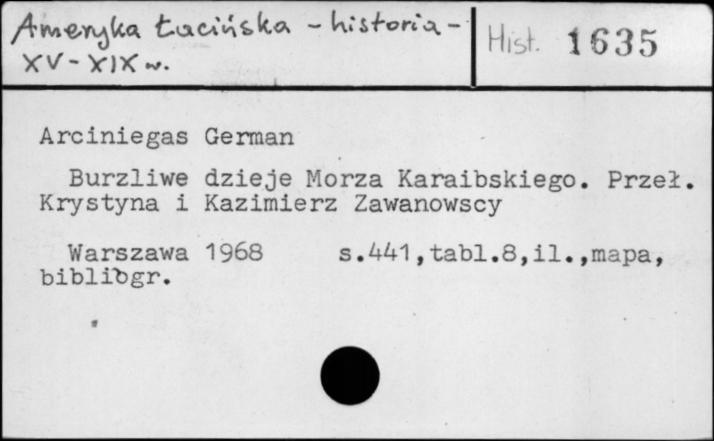 Ameryka Łacińska - historia -
XV - XIX w.
Hist. 1635
Arciniegas German
Burzliwe dzieje Morza Karaibskiego. Przeł.
Krystyna i Kazimierz Zawanowscy
Warszawa 1968 s.441,tabl.8,il.,mapa,
bibliogr.